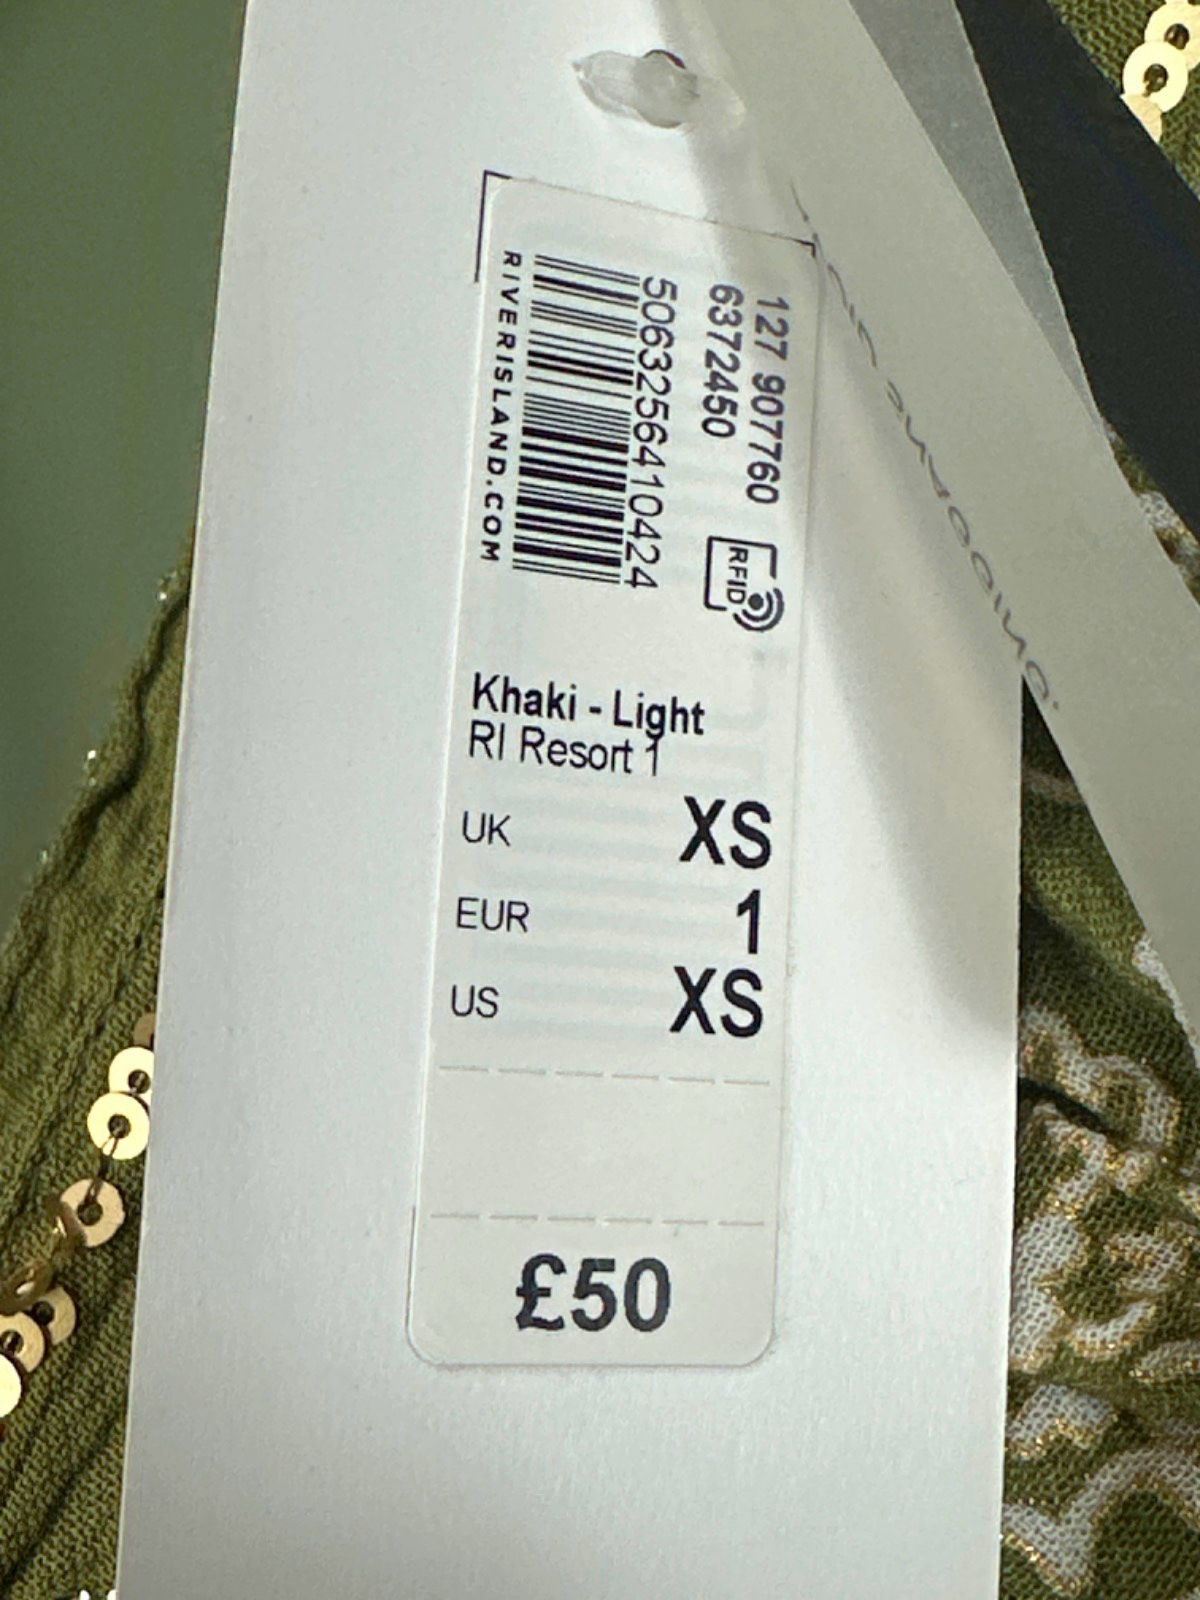 127 907760
6372450
RFID
5063256410424
RIVERISLAND.COM
Khaki - Light
RI Resort 1
UK XS
EUR 1
US XS
£50